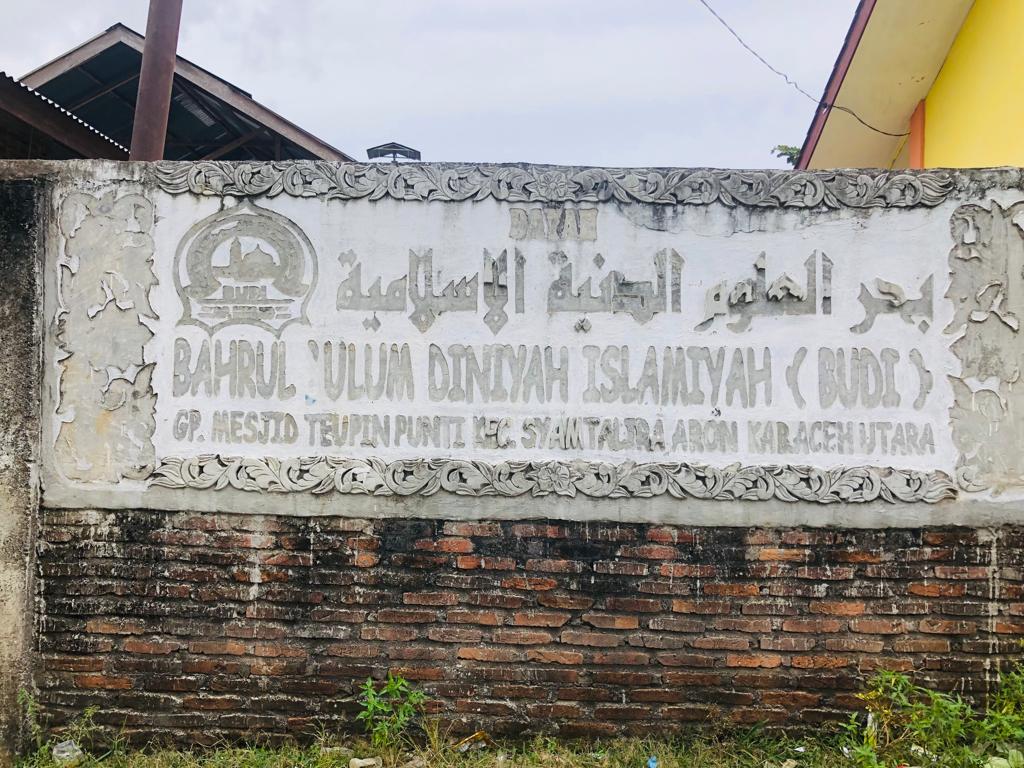 DAYAH
بحر العلوم الدينية الإسلامية
BAHRUL 'ULUM DINIYAH ISLAMIYAH ( BUDI )
GP. MESJID TEUPIN PUNTI KEC. SYAMTALIRA ARON KAB ACEH UTARA